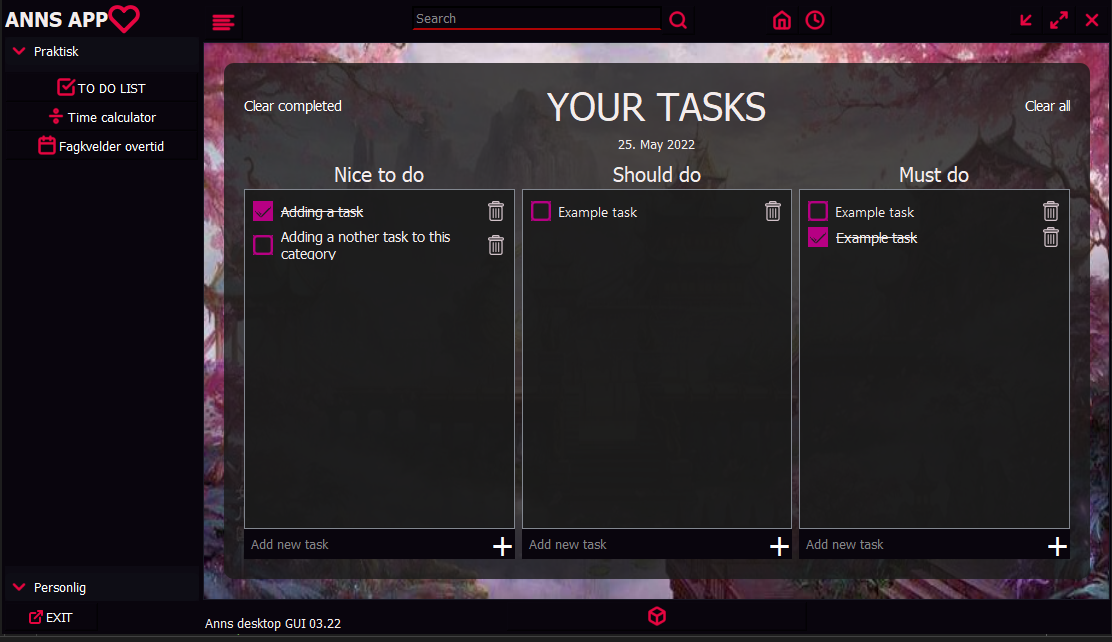 ANNS APP
Search
Praktisk
TO DO LIST
Time calculator
Fagkvelder overtid
Clear completed
YOUR TASKS
Clear all
25. May 2022
Nice to do
Should do
Must do
Adding a task
Adding a nother task to this
category
Example task
Example task
Example task
Add new task
Add new task
Add new task
Personlig
EXIT
Anns desktop GUI 03.22